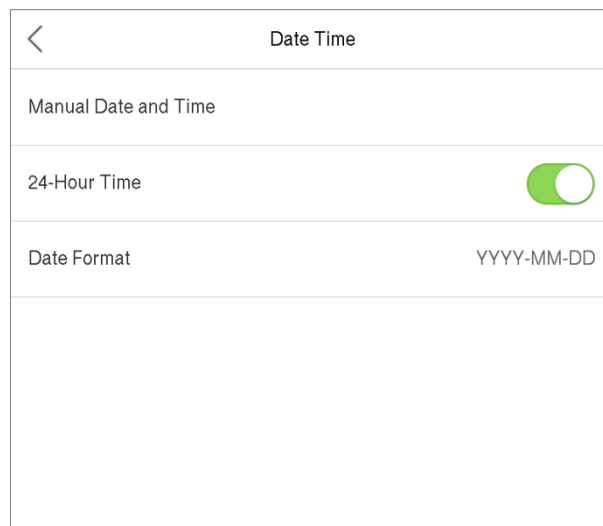 Date Time
Manual Date and Time
24-Hour Time
Date Format YYYY-MM-DD